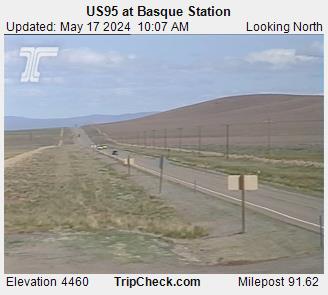 US95 at Basque Station
Updated: May 17 2024 10:07 AM Looking North
Elevation 4460 TripCheck.com Milepost 91.62